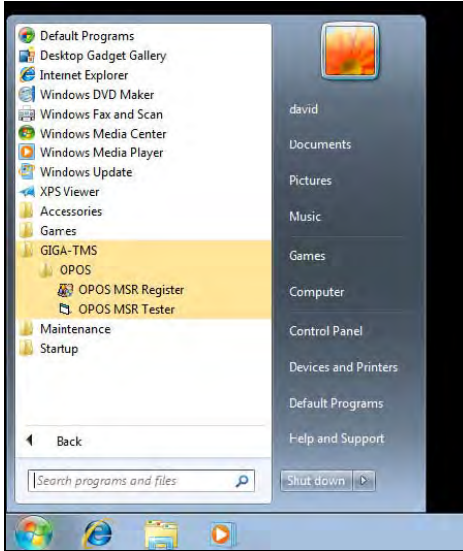 Default Programs
Desktop Gadget Gallery
Internet Explorer
Windows DVD Maker
Windows Fax and Scan
Windows Media Center
Windows Media Player
Windows Update
XPS Viewer
Accessories
Games
GIGA-TMS
OPOS
OPOS MSR Register
OPOS MSR Tester
Maintenance
Startup
Back
Search programs and files
david
Documents
Pictures
Music
Games
Computer
Control Panel
Devices and Printers
Default Programs
Help and Support
Shut down